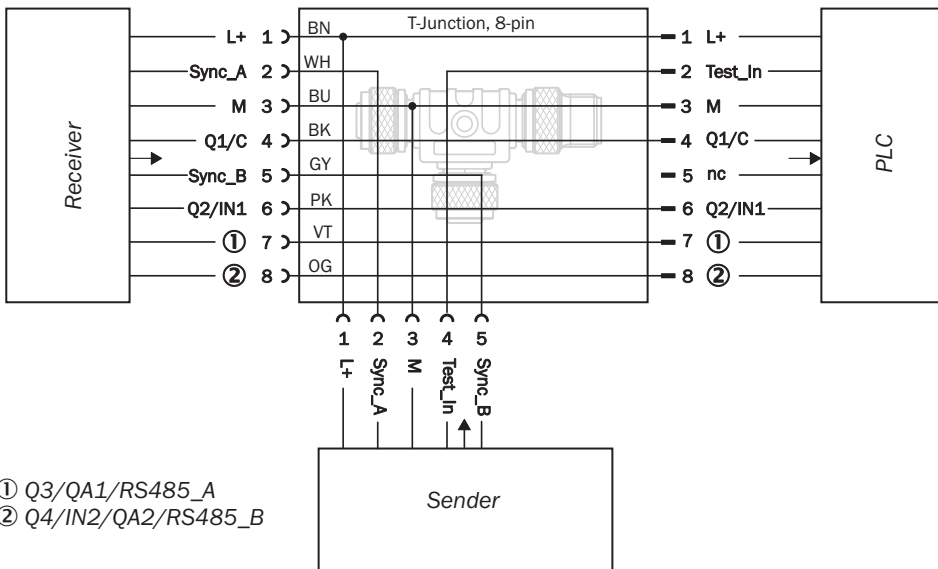 T-Junction, 8-pin
L+ 1 BN 1 L+
Sync_A 2 WH 2 Test_In
M 3 BU 3 M
Q1/C 4 BK 4 Q1/C
Sync_B 5 GY 5 nc
Q2/IN1 6 PK 6 Q2/IN1
① 7 VT 7 ①
② 8 OG 8 ②
Receiver
PLC
1 2 3 4 5
L+
Sync_A
M
Test_In
Sync_B
Sender
① Q3/QA1/RS485_A
② Q4/IN2/QA2/RS485_B